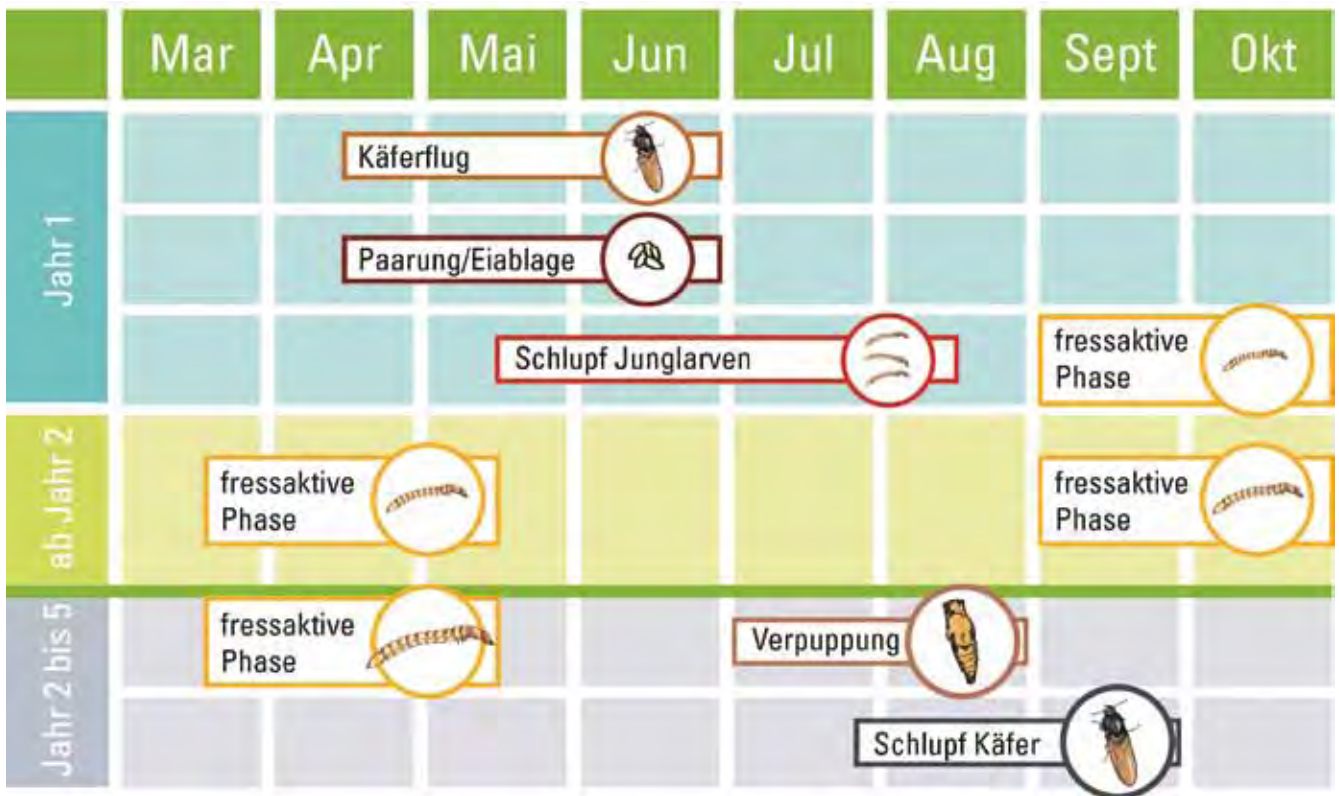 Mar Apr Mai Jun Jul Aug Sept Okt
Jahr 1
Käferflug
Paarung/Eiablage
Schlupf Junglarven
fressaktive
Phase
ab Jahr 2
fressaktive
Phase
fressaktive
Phase
Jahr 2 bis 5
fressaktive
Phase
Verpuppung
Schlupf Käfer